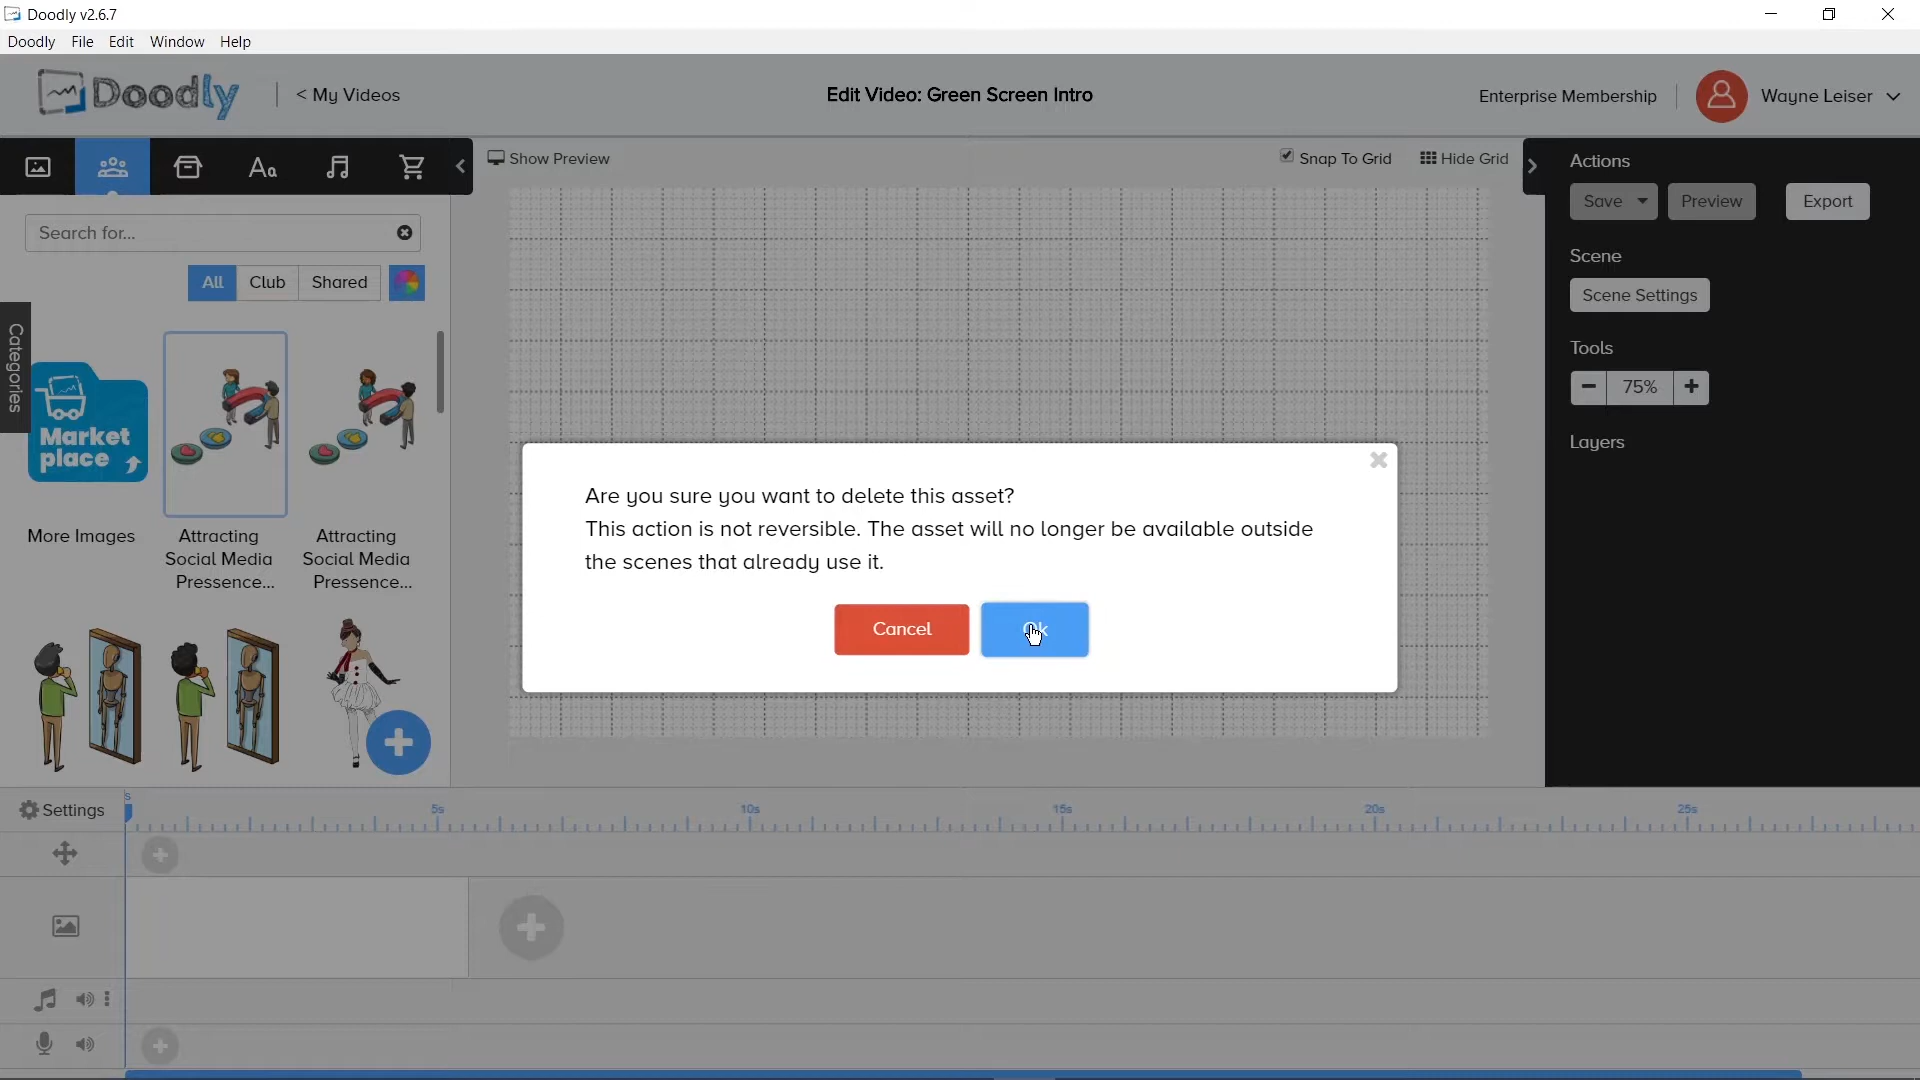 Doodly v2.6.7
Doodly File Edit Window Help
Doodly
< My Videos
Edit Video: Green Screen Intro
Enterprise Membership
Wayne Leiser
Aa
Show Preview
Snap To Grid
Hide Grid
Actions
Save
Preview
Export
Search for...
All
Club
Shared
Scene
Scene Settings
Categories
Tools
75%
Layers
Market
place
More Images
Attracting
Social Media
Pressence...
Attracting
Social Media
Pressence...
Are you sure you want to delete this asset?
This action is not reversible. The asset will no longer be available outside
the scenes that already use it.
Cancel
Ok
Settings
s
5s
10s
15s
20s
25s